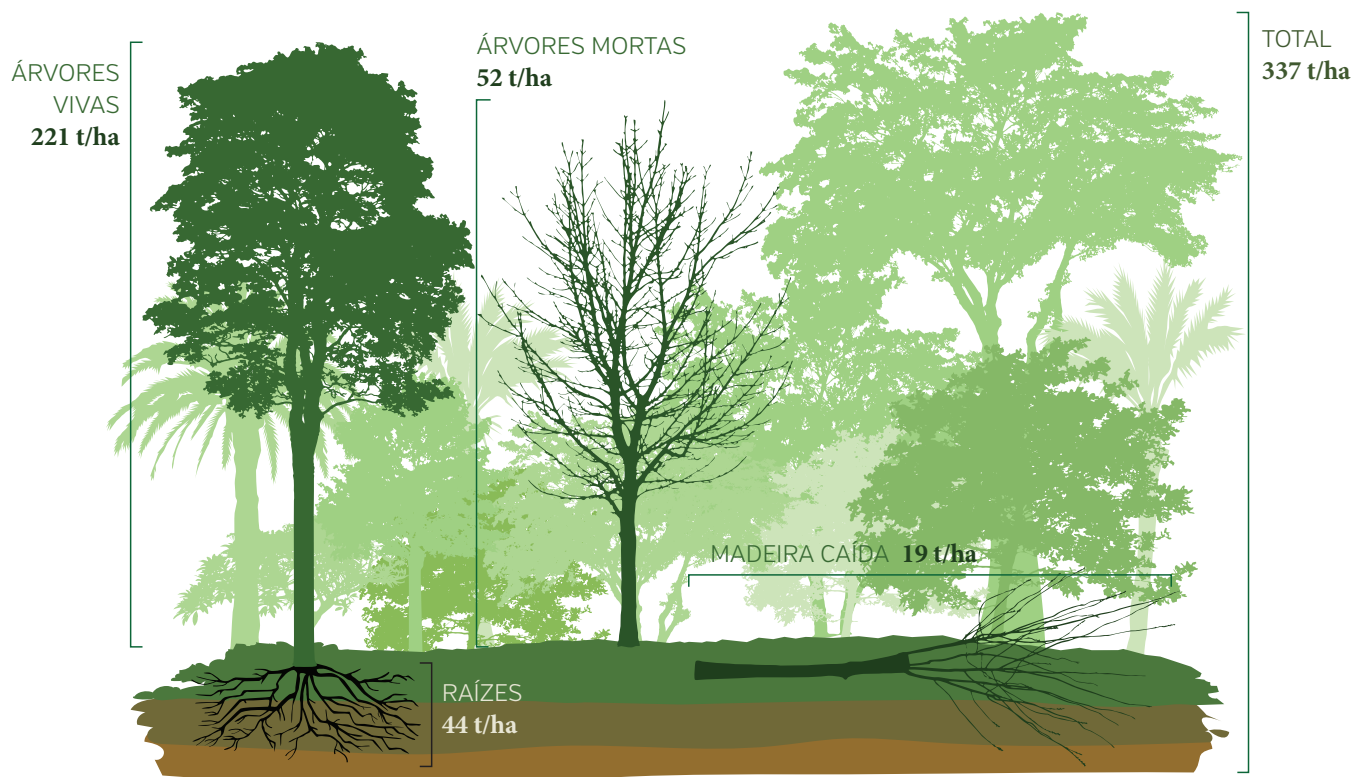 ÁRVORES
VIVAS
221 t/ha
ÁRVORES MORTAS
52 t/ha
TOTAL
337 t/ha
MADEIRA CAÍDA 19 t/ha
RAÍZES
44 t/ha